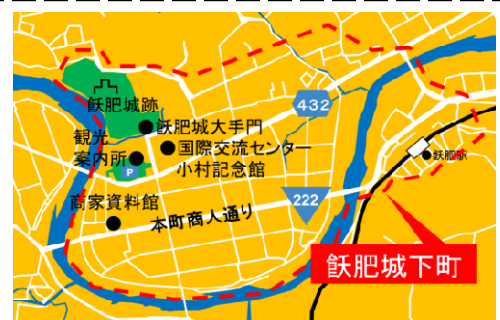 飫肥城跡
432
飫肥城大手門
観光
案内所
国際交流センター
小村記念館
P
飫肥駅
商家資料館
222
本町商人通り
飫肥城下町